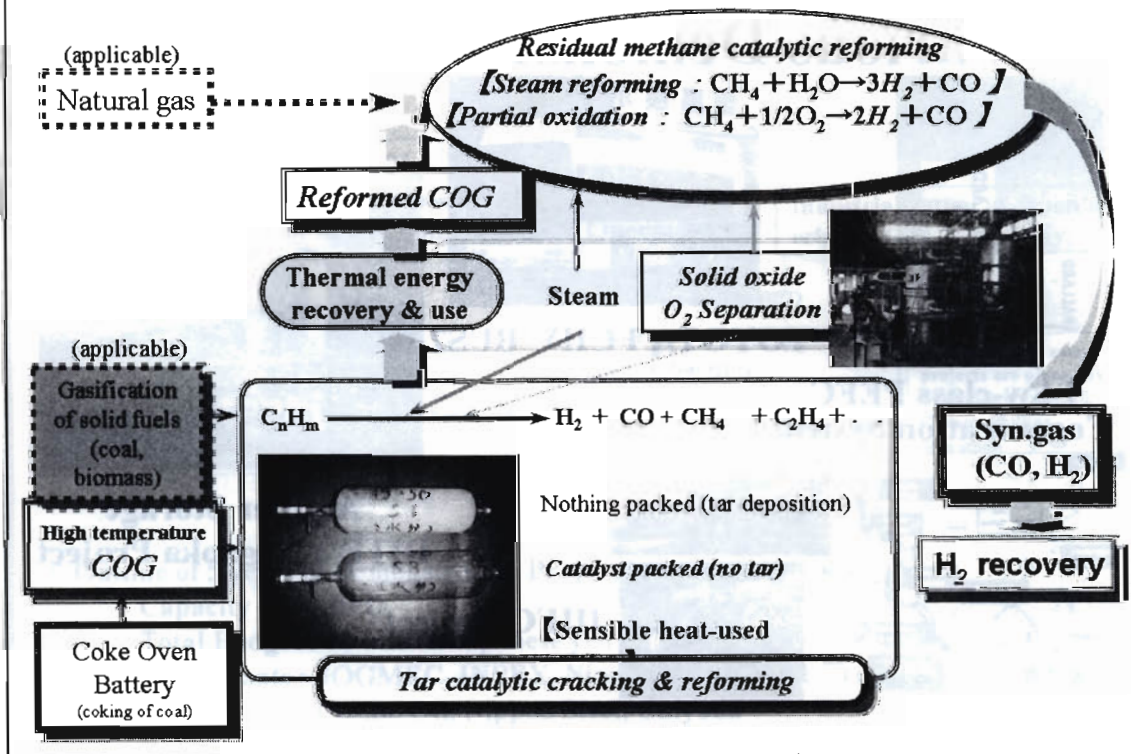 Residual methane catalytic reforming
【Steam reforming : CH₄+H₂O→3H₂+CO 】
【Partial oxidation : CH₄+1/2O₂→2H₂+CO 】
(applicable)
Natural gas
Reformed COG
Thermal energy
recovery & use
Steam
Solid oxide
O₂ Separation
(applicable)
Gasification
of solid fuels
(coal,
biomass)
High temperature
COG
Coke Oven
Battery
(coking of coal)
CₙHₘ → H₂ + CO + CH₄ + C₂H₄ + . .
Nothing packed (tar deposition)
Catalyst packed (no tar)
【Sensible heat-used
Tar catalytic cracking & reforming
Syn.gas
(CO, H₂)
H₂ recovery